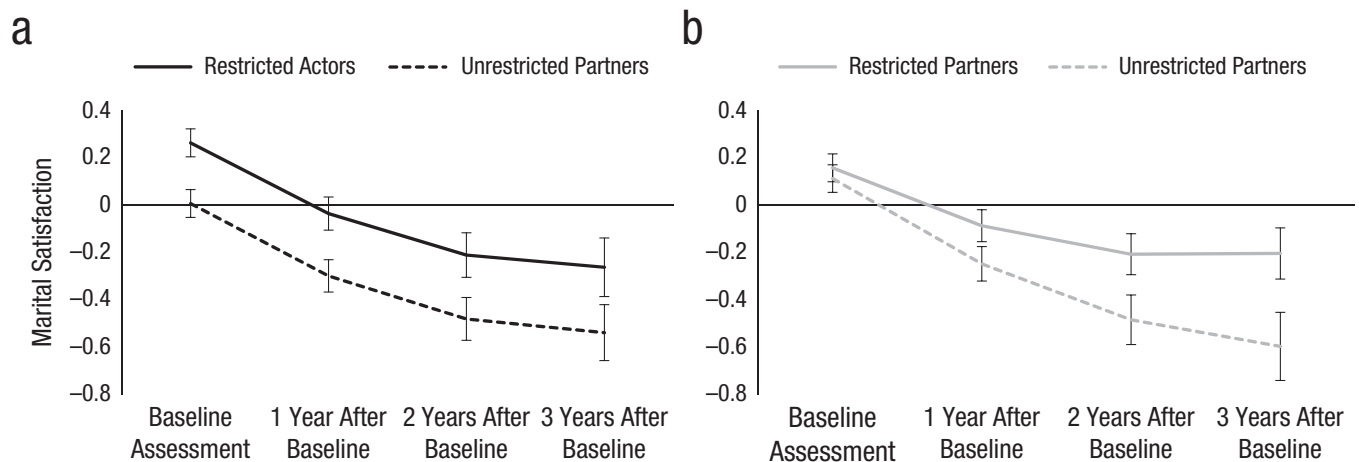 a
Restricted Actors
Unrestricted Partners
Marital Satisfaction
0.4
0.2
0
–0.2
–0.4
–0.6
–0.8
Baseline
Assessment
1 Year After
Baseline
2 Years After
Baseline
3 Years After
Baseline
b
Restricted Partners
Unrestricted Partners
0.4
0.2
0
–0.2
–0.4
–0.6
–0.8
Baseline
Assessment
1 Year After
Baseline
2 Years After
Baseline
3 Years After
Baseline